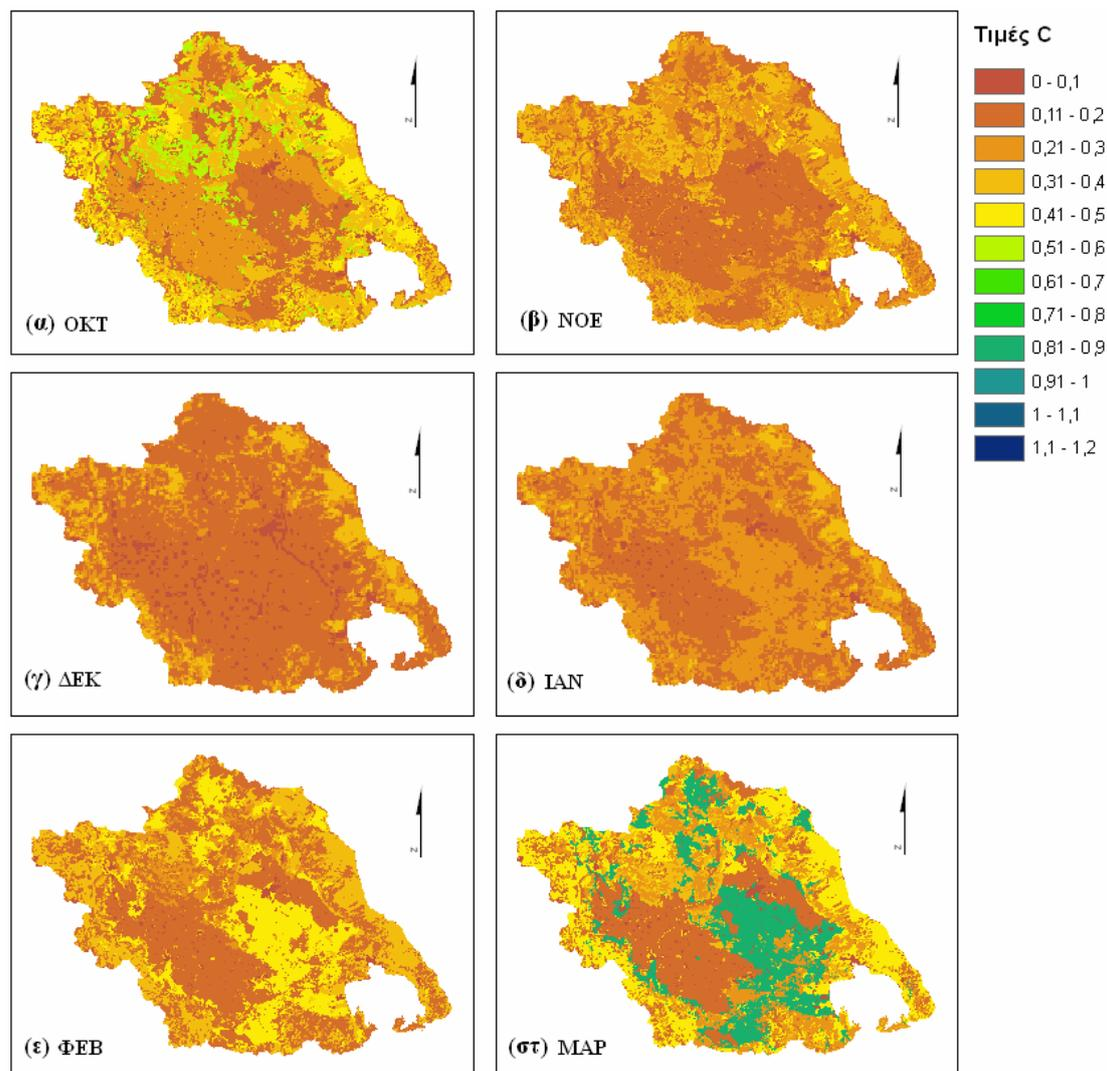 Τιμές C
0 - 0,1
0,11 - 0,2
0,21 - 0,3
0,31 - 0,4
0,41 - 0,5
0,51 - 0,6
0,61 - 0,7
0,71 - 0,8
0,81 - 0,9
0,91 - 1
1 - 1,1
1,1 - 1,2
N
(α) ΟΚΤ
N
(β) ΝΟΕ
N
(γ) ΔΕΚ
N
(δ) ΙΑΝ
N
(ε) ΦΕΒ
N
(στ) ΜΑΡ